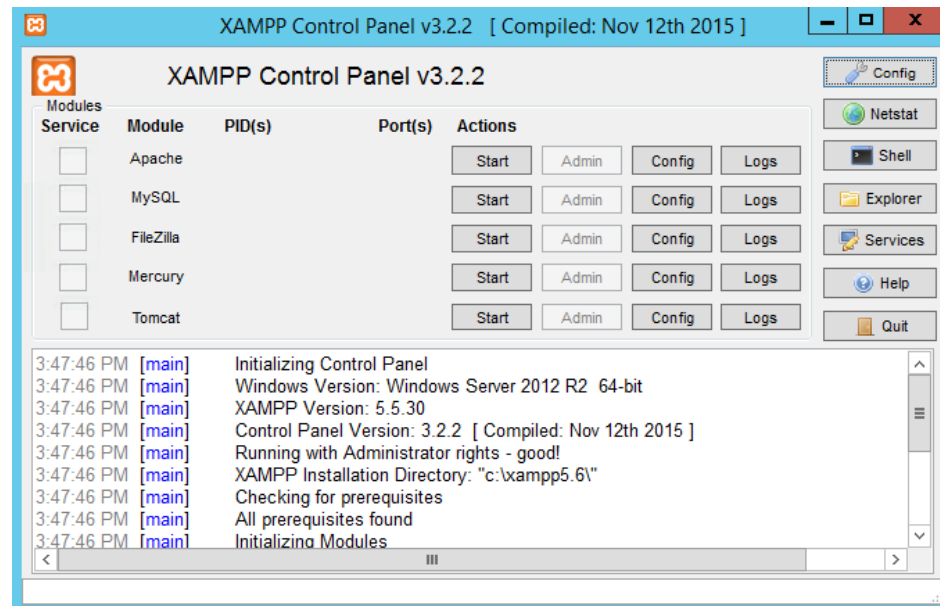 XAMPP Control Panel v3.2.2 [ Compiled: Nov 12th 2015 ]
XAMPP Control Panel v3.2.2
Config
Modules
Service Module PID(s) Port(s) Actions
Netstat
Apache Start Admin Config Logs
Shell
MySQL Start Admin Config Logs
Explorer
FileZilla Start Admin Config Logs
Services
Mercury Start Admin Config Logs
Help
Tomcat Start Admin Config Logs
Quit
3:47:46 PM [main] Initializing Control Panel
3:47:46 PM [main] Windows Version: Windows Server 2012 R2 64-bit
3:47:46 PM [main] XAMPP Version: 5.5.30
3:47:46 PM [main] Control Panel Version: 3.2.2 [ Compiled: Nov 12th 2015 ]
3:47:46 PM [main] Running with Administrator rights - good!
3:47:46 PM [main] XAMPP Installation Directory: "c:\xampp5.6\"
3:47:46 PM [main] Checking for prerequisites
3:47:46 PM [main] All prerequisites found
3:47:46 PM [main] Initializing Modules